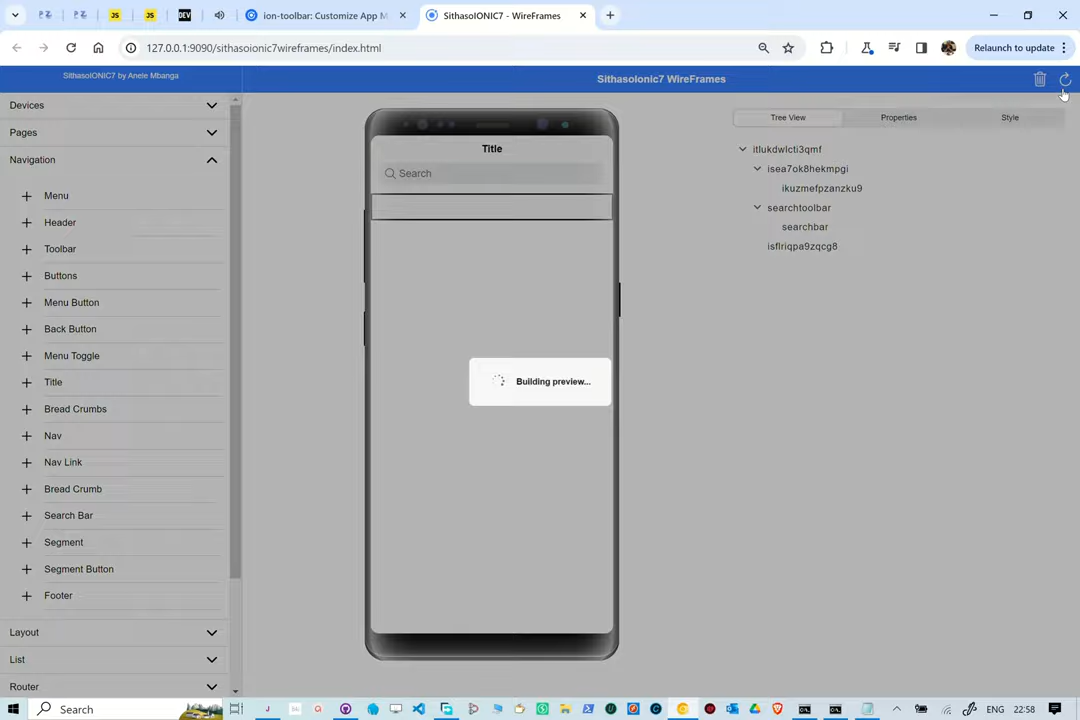 ion-toolbar: Customize App M
SithasoIONIC7 - WireFrames
127.0.0.1:9090/sithasoionic7wireframes/index.html
Relaunch to update
SithasoIONIC7 by Anele Mbanga
SithasoIonic7 WireFrames
Devices
Pages
Navigation
Menu
Header
Toolbar
Buttons
Menu Button
Back Button
Menu Toggle
Title
Bread Crumbs
Nav
Nav Link
Bread Crumb
Search Bar
Segment
Segment Button
Footer
Layout
List
Router
Title
Search
Building preview...
Tree View
Properties
Style
itlukdwlcti3qmf
isea7ok8hekmpgi
ikuzmefpzanzku9
searchtoolbar
searchbar
isflriqpa9zqcg8
Search
ENG
22:58